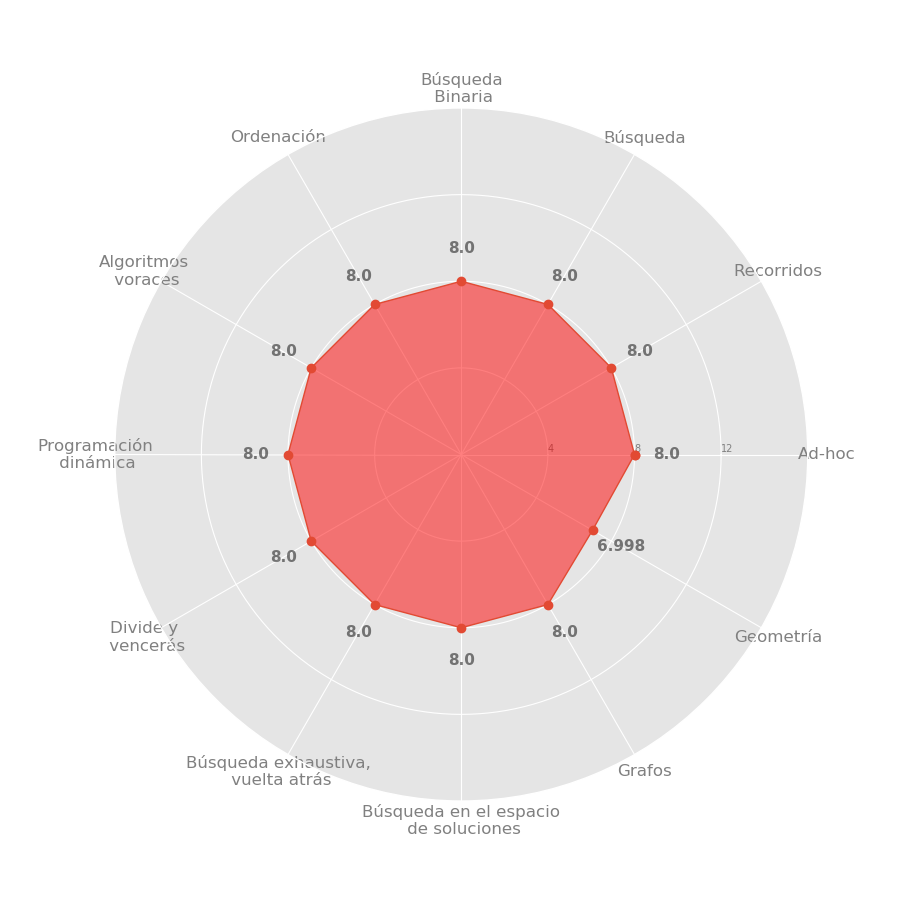 Búsqueda
Binaria
Ordenación
Búsqueda
Algoritmos
voraces
Recorridos
8.0
8.0
8.0
8.0
8.0
Programación
dinámica
8.0
4
8
12
8.0
Ad-hoc
8.0
6.998
Divide y
vencerás
8.0
8.0
8.0
Geometría
Búsqueda exhaustiva,
vuelta atrás
Grafos
Búsqueda en el espacio
de soluciones